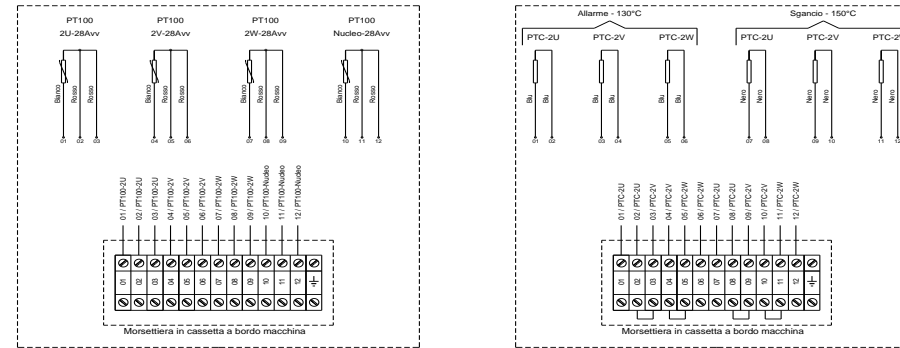 PT100 PT100 PT100 PT100
2U-28Avv 2V-28Avv 2W-28Avv Nucleo-28Avv
Bianco Rosso Rosso Bianco Rosso Rosso Bianco Rosso Rosso Bianco Rosso Rosso
01 02 03 04 05 06 07 08 09 10 11 12
01 / PT100-2U
02 / PT100-2U
03 / PT100-2U
04 / PT100-2V
05 / PT100-2V
06 / PT100-2V
07 / PT100-2W
08 / PT100-2W
09 / PT100-2W
10 / PT100-Nucleo
11 / PT100-Nucleo
12 / PT100-Nucleo
01 02 03 04 05 06 07 08 09 10 11 12
Morsettiera in cassetta a bordo macchina
Allarme - 130°C Sgancio - 150°C
PTC-2U PTC-2V PTC-2W PTC-2U PTC-2V
Blu Blu Blu Blu Blu Blu Nero Nero Nero Nero Nero Nero
01 02 03 04 05 06 07 08 09 10 11 12
01 / PTC-2U
02 / PTC-2U
03 / PTC-2V
04 / PTC-2V
05 / PTC-2W
06 / PTC-2W
07 / PTC-2U
08 / PTC-2U
09 / PTC-2V
10 / PTC-2V
11 / PTC-2W
12 / PTC-2W
01 02 03 04 05 06 07 08 09 10 11 12
Morsettiera in cassetta a bordo macchina